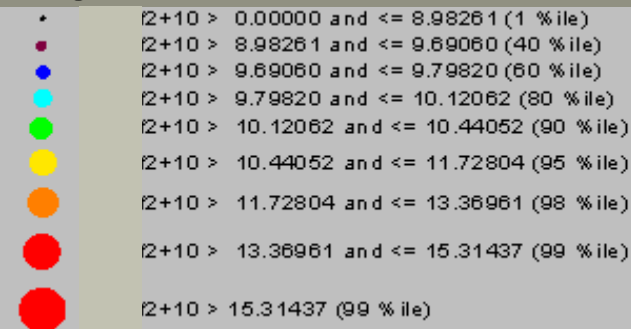 f2+10 > 0.00000 and <= 8.98261 (1 %ile)
f2+10 > 8.98261 and <= 9.69060 (40 %ile)
f2+10 > 9.69060 and <= 9.79820 (60 %ile)
f2+10 > 9.79820 and <= 10.12062 (80 %ile)
f2+10 > 10.12062 and <= 10.44052 (90 %ile)
f2+10 > 10.44052 and <= 11.72804 (95 %ile)
f2+10 > 11.72804 and <= 13.36961 (98 %ile)
f2+10 > 13.36961 and <= 15.31437 (99 %ile)
f2+10 > 15.31437 (99 %ile)